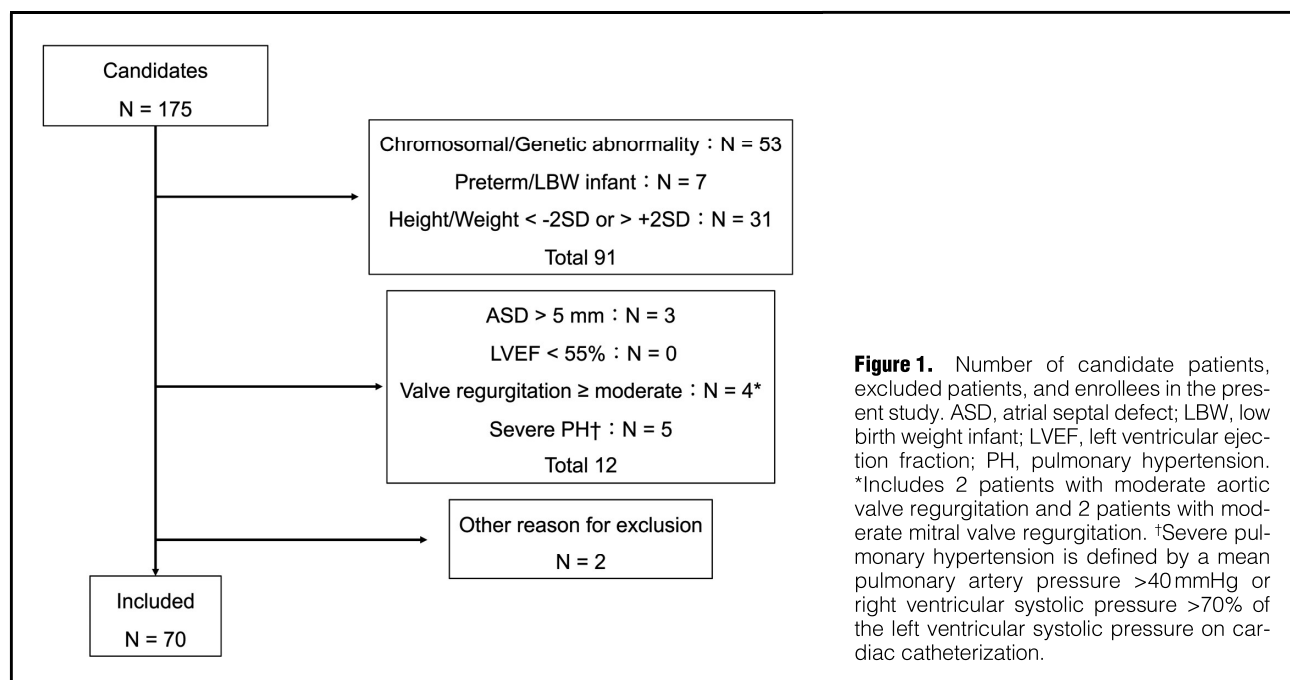 Candidates
N = 175
Chromosomal/Genetic abnormality：N = 53
Preterm/LBW infant：N = 7
Height/Weight < -2SD or > +2SD：N = 31
Total 91
ASD > 5 mm：N = 3
LVEF < 55%：N = 0
Valve regurgitation ≥ moderate：N = 4*
Severe PH†：N = 5
Total 12
Other reason for exclusion
N = 2
Included
N = 70
Figure 1. Number of candidate patients,
excluded patients, and enrollees in the pres-
ent study. ASD, atrial septal defect; LBW, low
birth weight infant; LVEF, left ventricular ejec-
tion fraction; PH, pulmonary hypertension.
*Includes 2 patients with moderate aortic
valve regurgitation and 2 patients with mod-
erate mitral valve regurgitation. †Severe pul-
monary hypertension is defined by a mean
pulmonary artery pressure >40 mmHg or
right ventricular systolic pressure >70% of
the left ventricular systolic pressure on car-
diac catheterization.